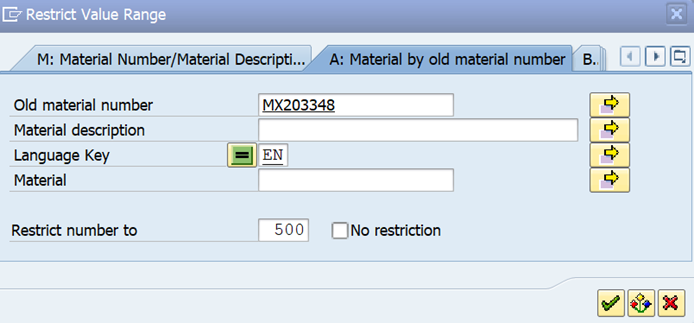 Restrict Value Range
M: Material Number/Material Descripti... A: Material by old material number B..
Old material number MX203348
Material description
Language Key EN
Material
Restrict number to 500 No restriction